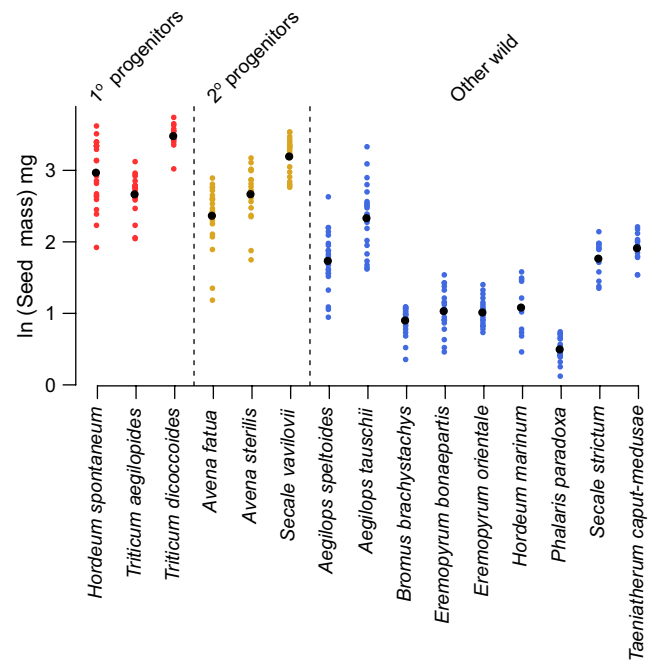 1º progenitors
2º progenitors
Other wild
ln (Seed mass) mg
3
2
1
0
Hordeum spontaneum
Triticum aegilopides
Triticum dicoccoides
Avena fatua
Avena sterilis
Secale vavilovii
Aegilops speltoides
Aegilops tauschii
Bromus brachystachys
Eremopyrum bonaepartis
Eremopyrum orientale
Hordeum marinum
Phalaris paradoxa
Secale strictum
Taeniatherum caput-medusae